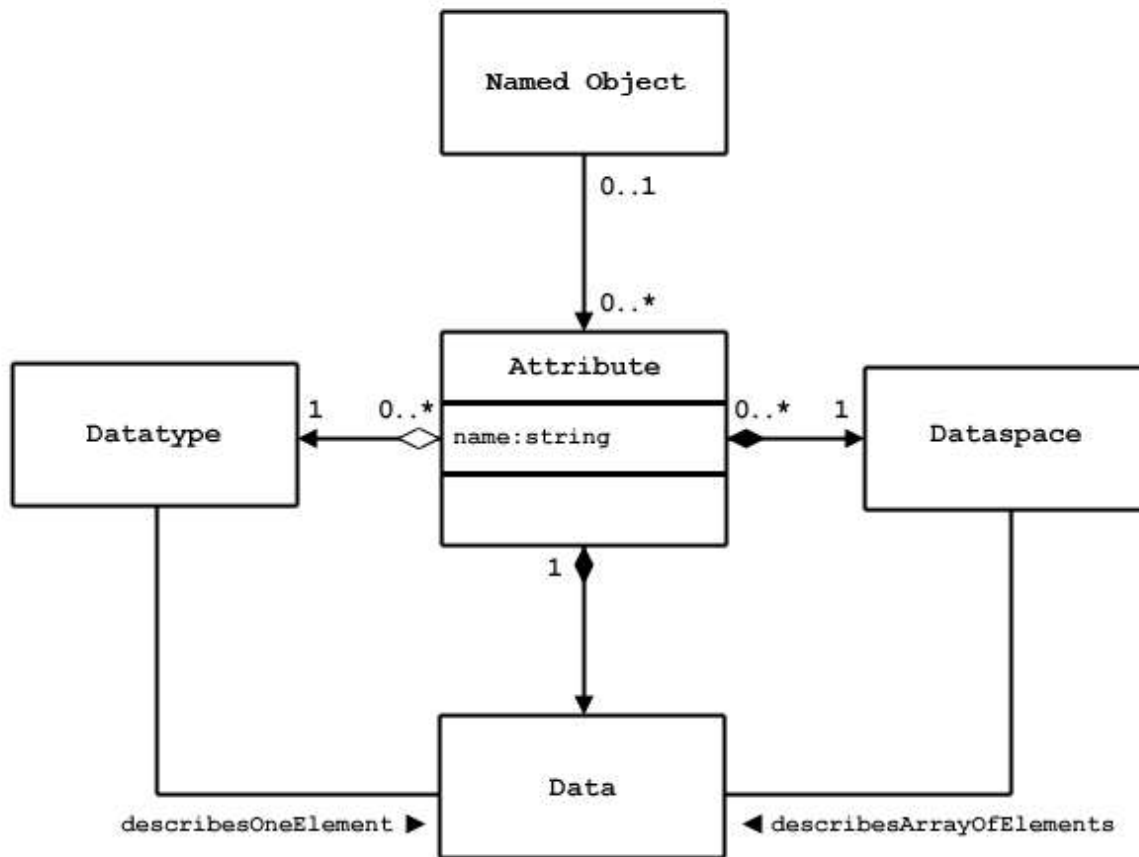 Named Object
0..1
0..*
Attribute
Datatype
1
0..*
name:string
0..*
1
Dataspace
1
Data
describesOneElement ►
◄ describesArrayOfElements